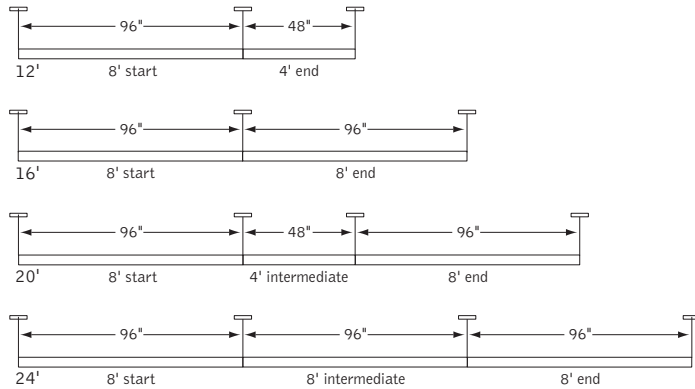 96" 48"
12' 8' start 4' end
96" 96"
16' 8' start 8' end
96" 48" 96"
20' 8' start 4' intermediate 8' end
96" 96" 96"
24' 8' start 8' intermediate 8' end